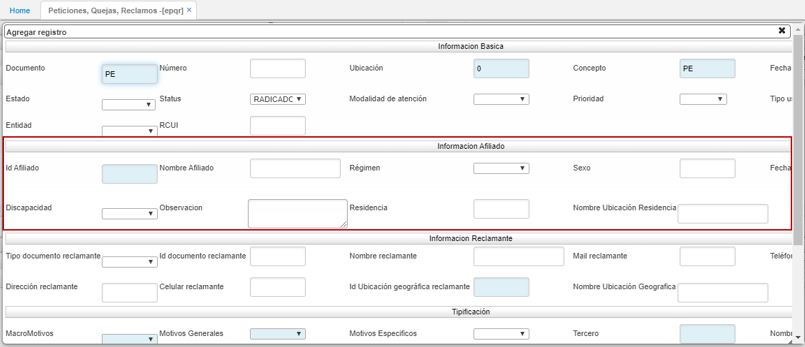 Home Peticiones, Quejas, Reclamos -[epqr] ×
Agregar registro ✖
Informacion Basica
Documento PE Número Ubicación 0 Concepto PE Fecha
Estado Status RADICADO Modalidad de atención Prioridad Tipo us
Entidad RCUI
Informacion Afiliado
Id Afiliado Nombre Afiliado Régimen Sexo Fecha
Discapacidad Observacion Residencia Nombre Ubicación Residencia
Informacion Reclamante
Tipo documento reclamante Id documento reclamante Nombre reclamante Mail reclamante Teléfo
Dirección reclamante Celular reclamante Id Ubicación geográfica reclamante Nombre Ubicación Geografica
Tipificación
MacroMotivos Motivos Generales Motivos Especificos Tercero Nomb